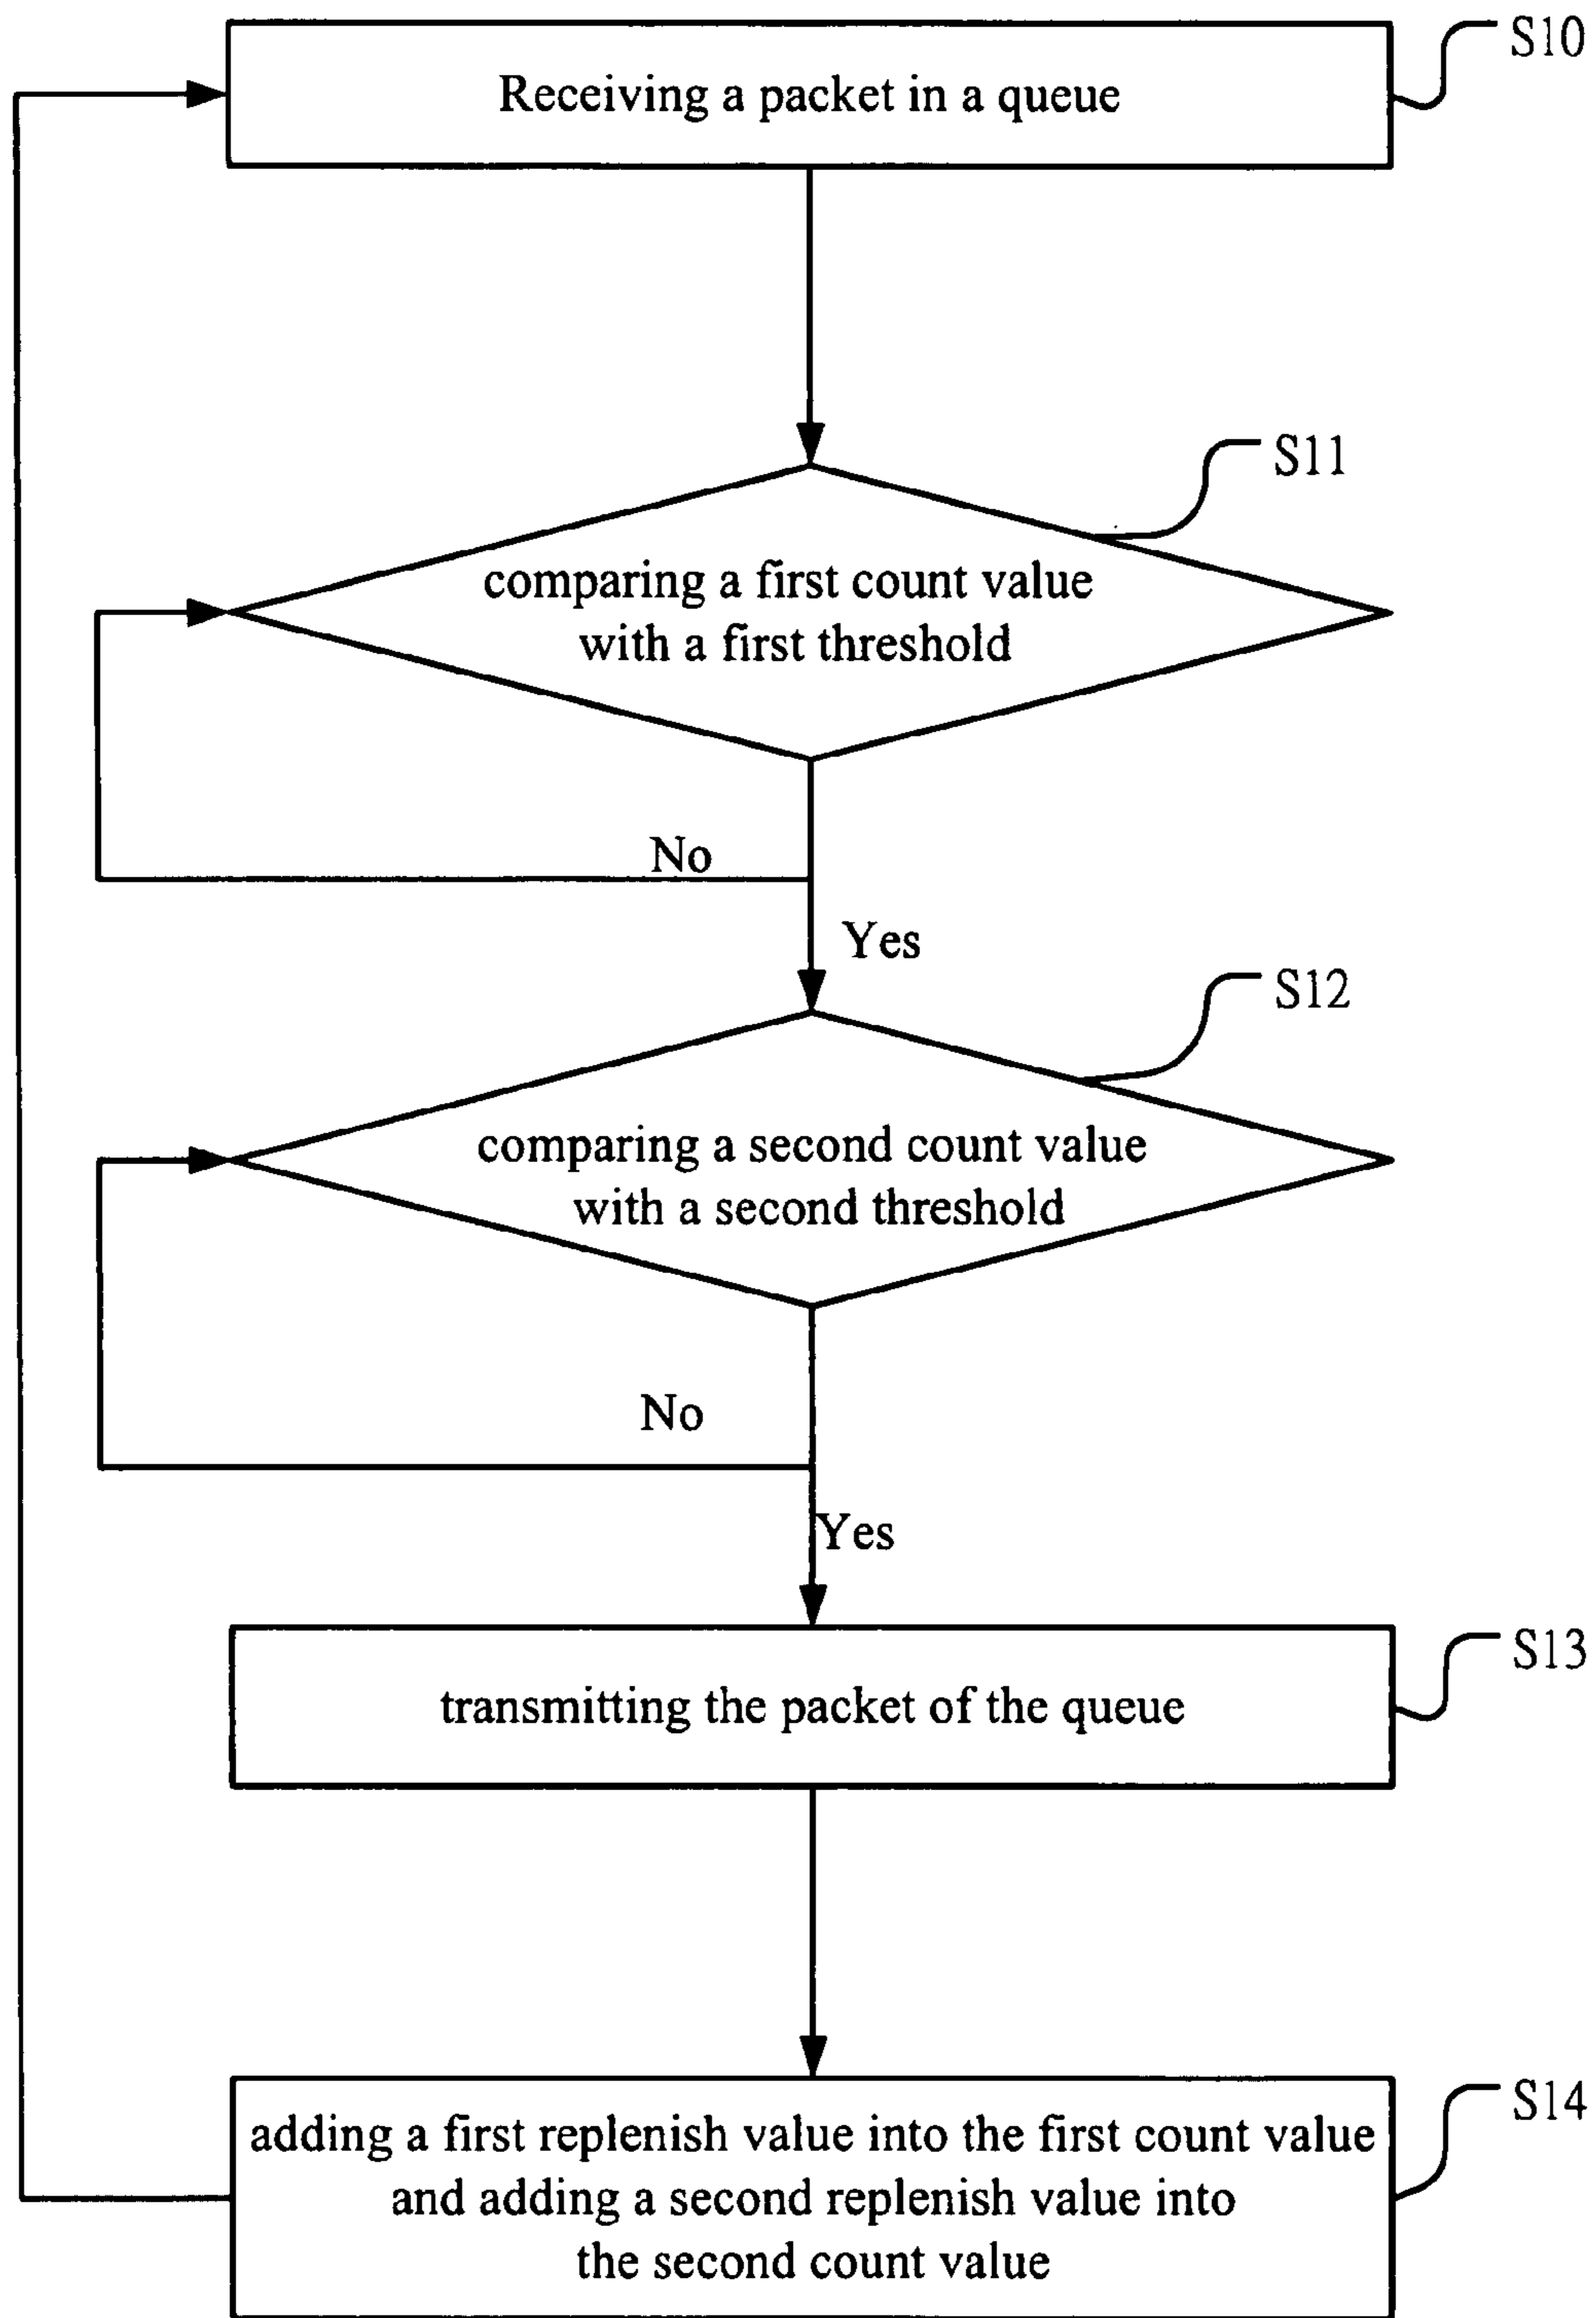 S10
Receiving a packet in a queue
S11
comparing a first count value
with a first threshold
No
Yes
S12
comparing a second count value
with a second threshold
No
Yes
S13
transmitting the packet of the queue
S14
adding a first replenish value into the first count value
and adding a second replenish value into
the second count value